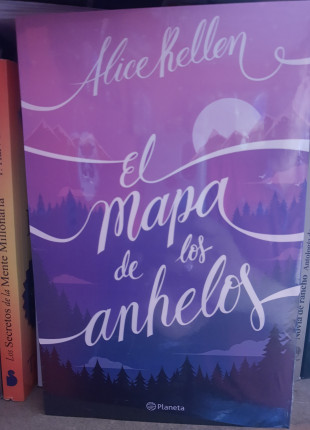 Alice Kellen
El
mapa
de los
anhelos
Planeta
Los Secretos de la Mente Millonaria